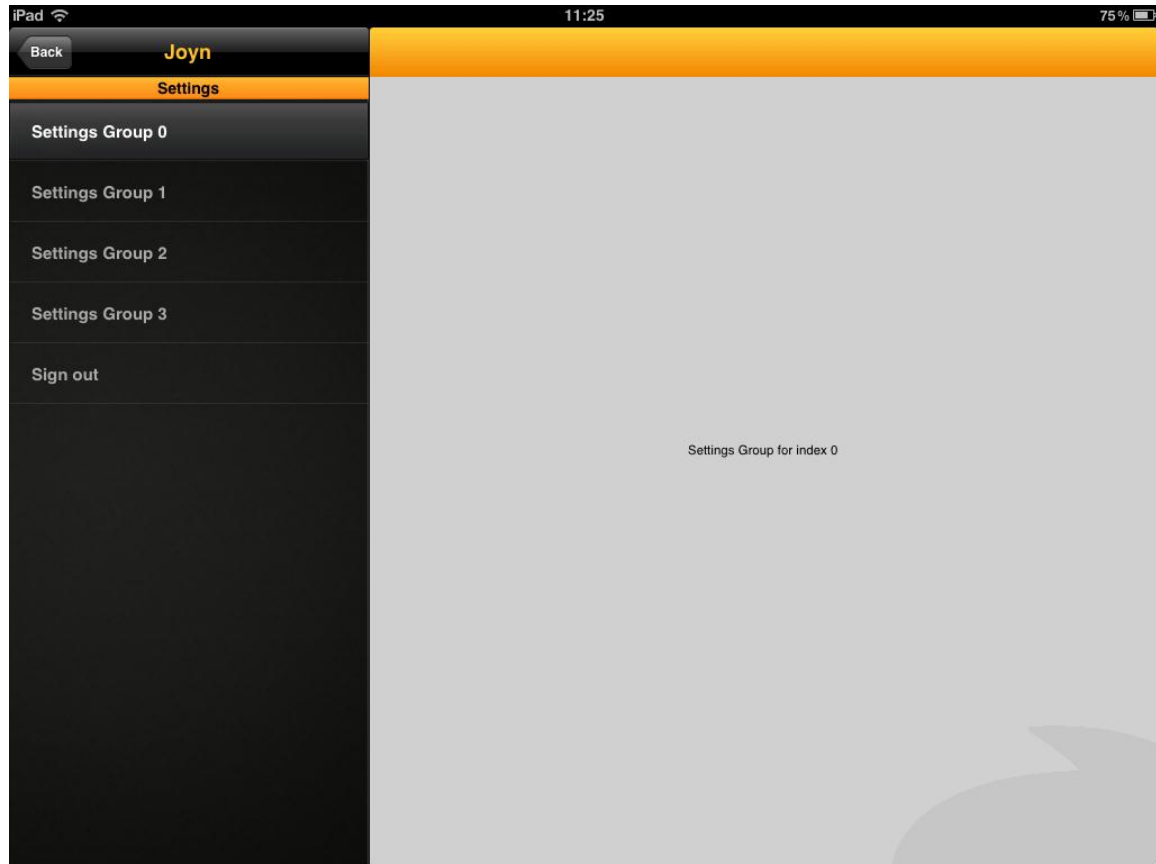 iPad 11:25 75%
Back Joyn
Settings
Settings Group 0
Settings Group 1
Settings Group 2
Settings Group 3
Sign out
Settings Group for index 0